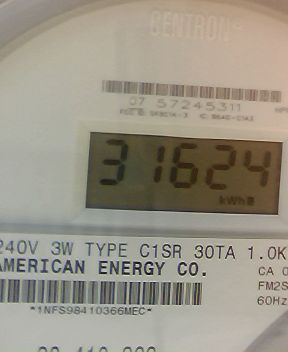 CENTRON®
07 57245311
31624
kWh
240V 3W TYPE C1SR 30TA 1.0K
AMERICAN ENERGY CO.
CA 0
FM2S
60Hz
*1NFS98410366MEC*